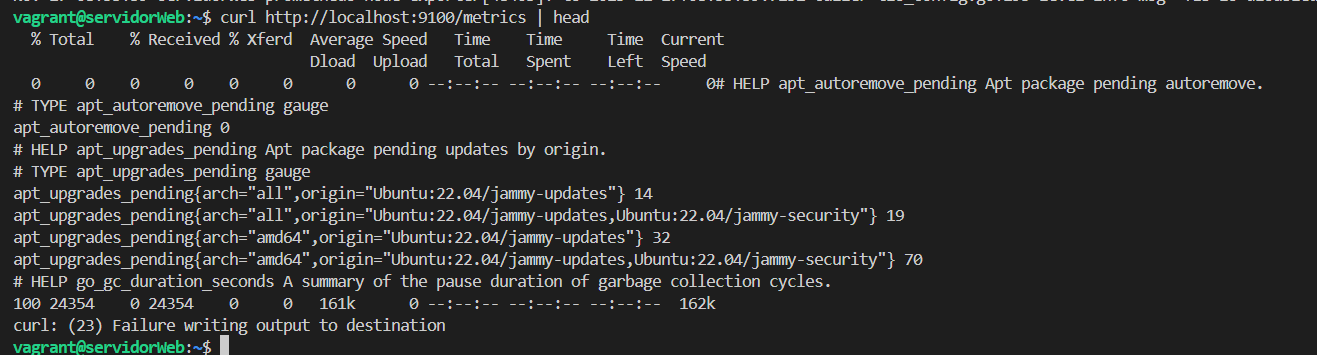 vagrant@servidorWeb:~$ curl http://localhost:9100/metrics | head
% Total % Received % Xferd Average Speed Time Time Time Current
Dload Upload Total Spent Left Speed
0 0 0 0 0 0 0 0 --:--:-- --:--:-- --:--:-- 0# HELP apt_autoremove_pending Apt package pending autoremove.
# TYPE apt_autoremove_pending gauge
apt_autoremove_pending 0
# HELP apt_upgrades_pending Apt package pending updates by origin.
# TYPE apt_upgrades_pending gauge
apt_upgrades_pending{arch="all",origin="Ubuntu:22.04/jammy-updates"} 14
apt_upgrades_pending{arch="all",origin="Ubuntu:22.04/jammy-updates,Ubuntu:22.04/jammy-security"} 19
apt_upgrades_pending{arch="amd64",origin="Ubuntu:22.04/jammy-updates"} 32
apt_upgrades_pending{arch="amd64",origin="Ubuntu:22.04/jammy-updates,Ubuntu:22.04/jammy-security"} 70
# HELP go_gc_duration_seconds A summary of the pause duration of garbage collection cycles.
100 24354 0 24354 0 0 161k 0 --:--:-- --:--:-- --:--:-- 162k
curl: (23) Failure writing output to destination
vagrant@servidorWeb:~$